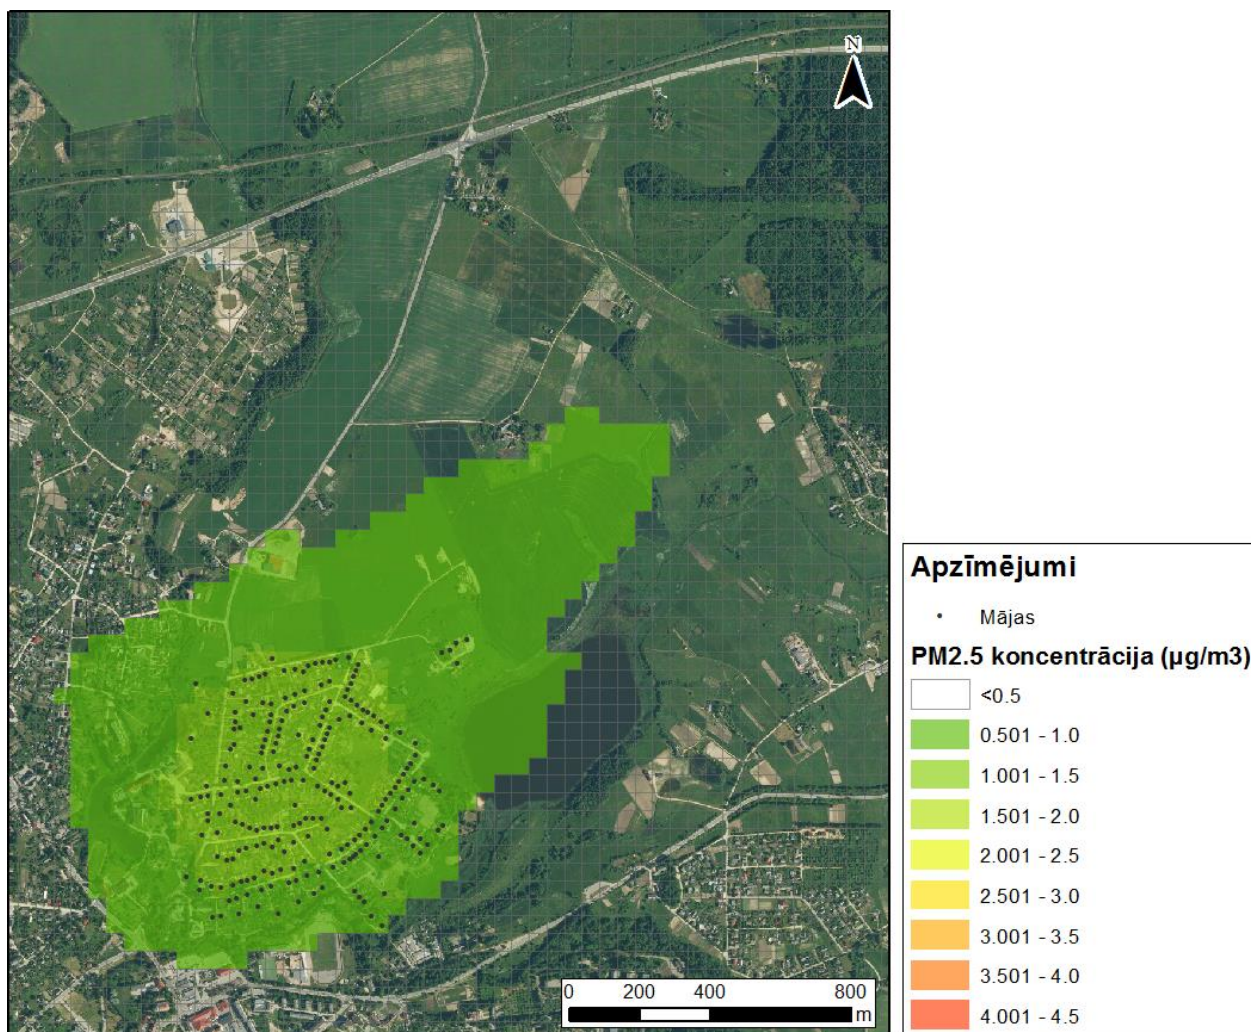 N
Apzīmējumi
Mājas
PM2.5 koncentrācija (µg/m3)
<0.5
0.501 - 1.0
1.001 - 1.5
1.501 - 2.0
2.001 - 2.5
2.501 - 3.0
3.001 - 3.5
3.501 - 4.0
4.001 - 4.5
0 200 400 800
m